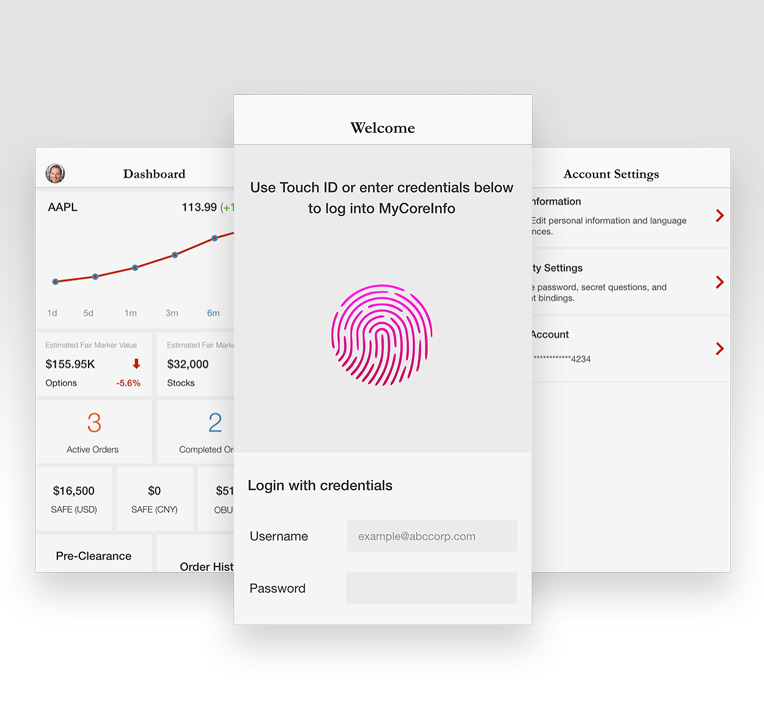 Dashboard
AAPL
113.99 (+1
1d 5d 1m 3m 6m
Estimated Fair Market Value
$155.95K
Options -5.6%
Estimated Fair Mark
$32,000
Stocks
3
Active Orders
2
Completed Or
$16,500
SAFE (USD)
$0
SAFE (CNY)
$51
OBU
Pre-Clearance
Order Hist
Welcome
Use Touch ID or enter credentials below
to log into MyCoreInfo
Login with credentials
Username example@abccorp.com
Password
Account Settings
nformation
Edit personal information and language
nces.
ty Settings
e password, secret questions, and
nt bindings.
Account
************4234